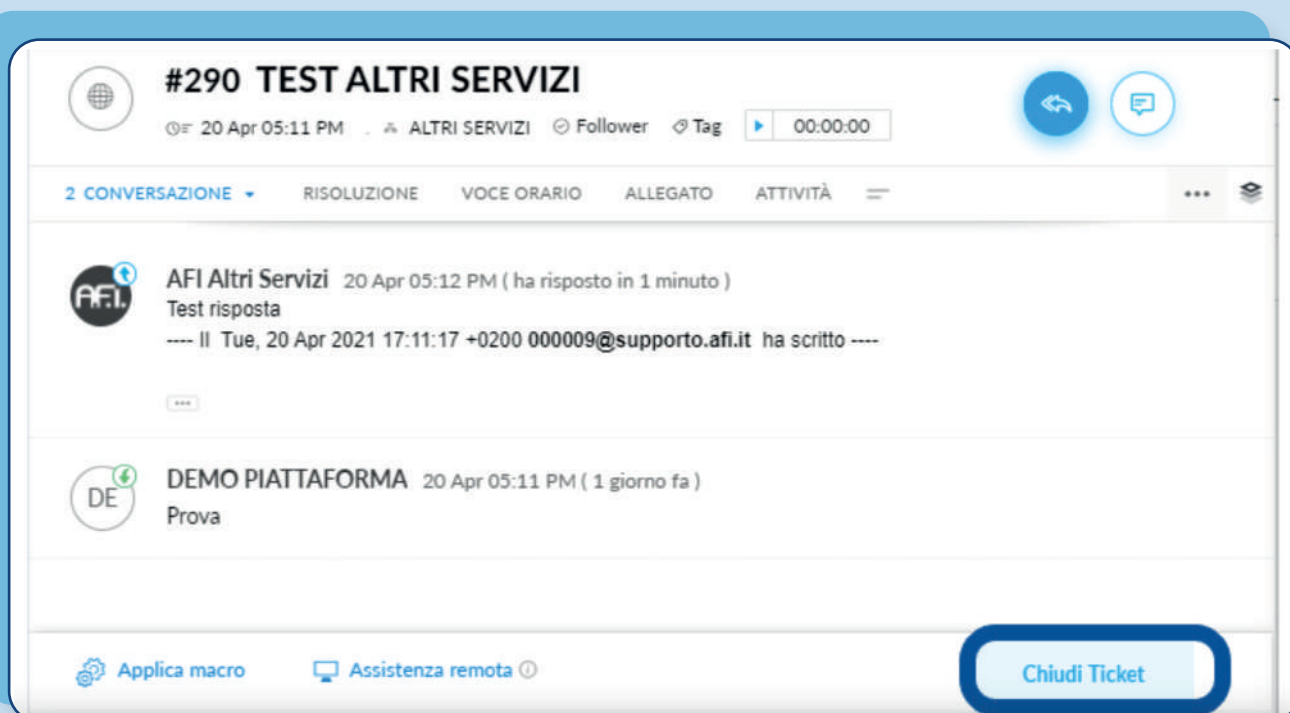 #290 TEST ALTRI SERVIZI
20 Apr 05:11 PM . ALTRI SERVIZI Follower Tag 00:00:00
2 CONVERSAZIONE RISOLUZIONE VOCE ORARIO ALLEGATO ATTIVITÀ
AFI Altri Servizi 20 Apr 05:12 PM ( ha risposto in 1 minuto )
A.F.I.
Test risposta
---- Il Tue, 20 Apr 2021 17:11:17 +0200 000009@supporto.afi.it ha scritto ----
DEMO PIATTAFORMA 20 Apr 05:11 PM ( 1 giorno fa )
DE
Prova
Applica macro Assistenza remota Chiudi Ticket